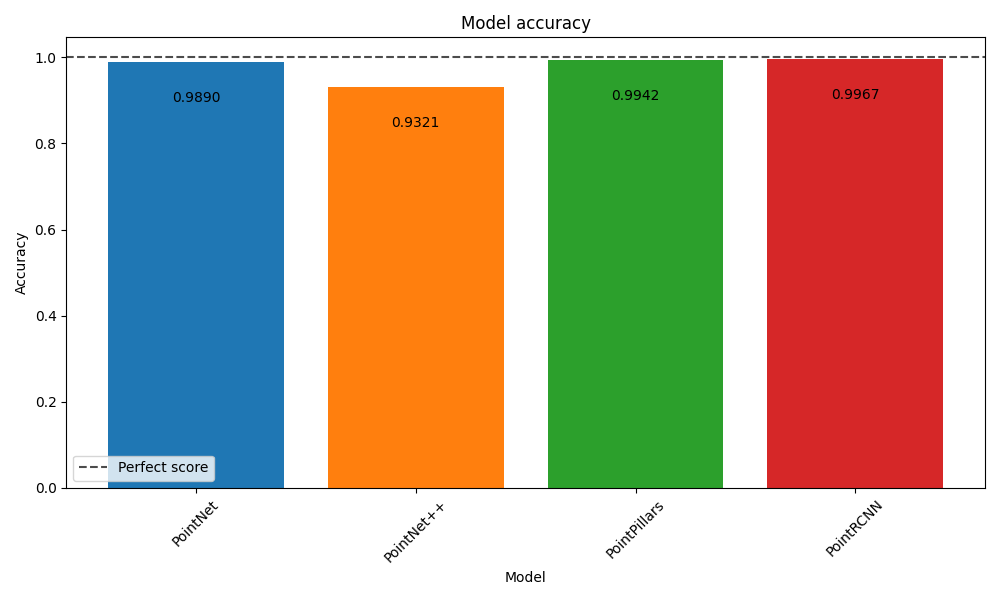 Model accuracy
Accuracy
1.0
0.8
0.6
0.4
0.2
0.0
0.9890
0.9321
0.9942
0.9967
Perfect score
PointNet
PointNet++
PointPillars
PointRCNN
Model